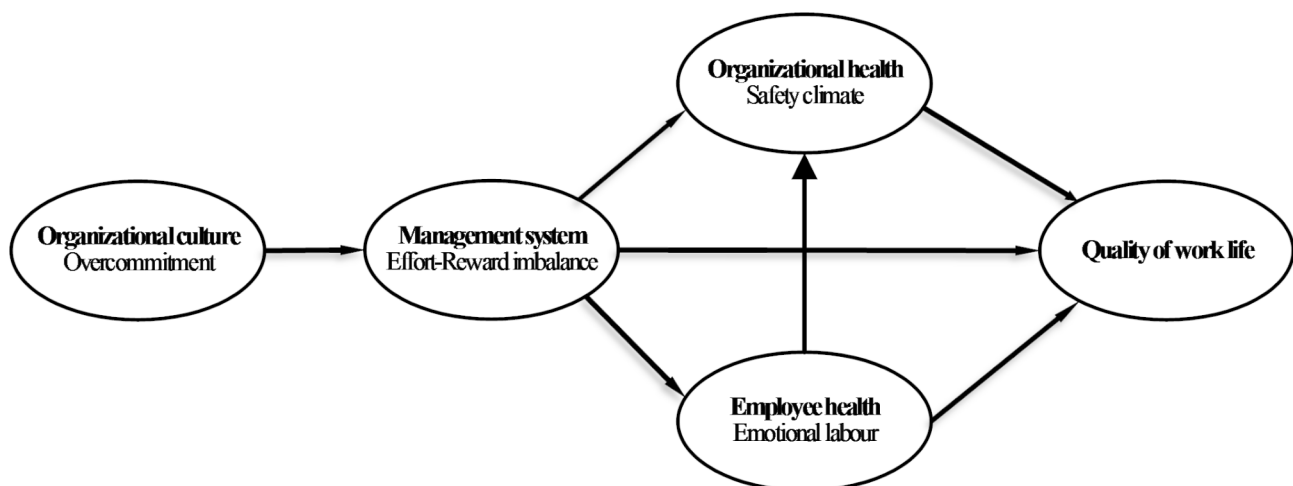 Organizational health
Safety climate
Organizational culture
Overcommitment
Management system
Effort-Reward imbalance
Quality of work life
Employee health
Emotional labour